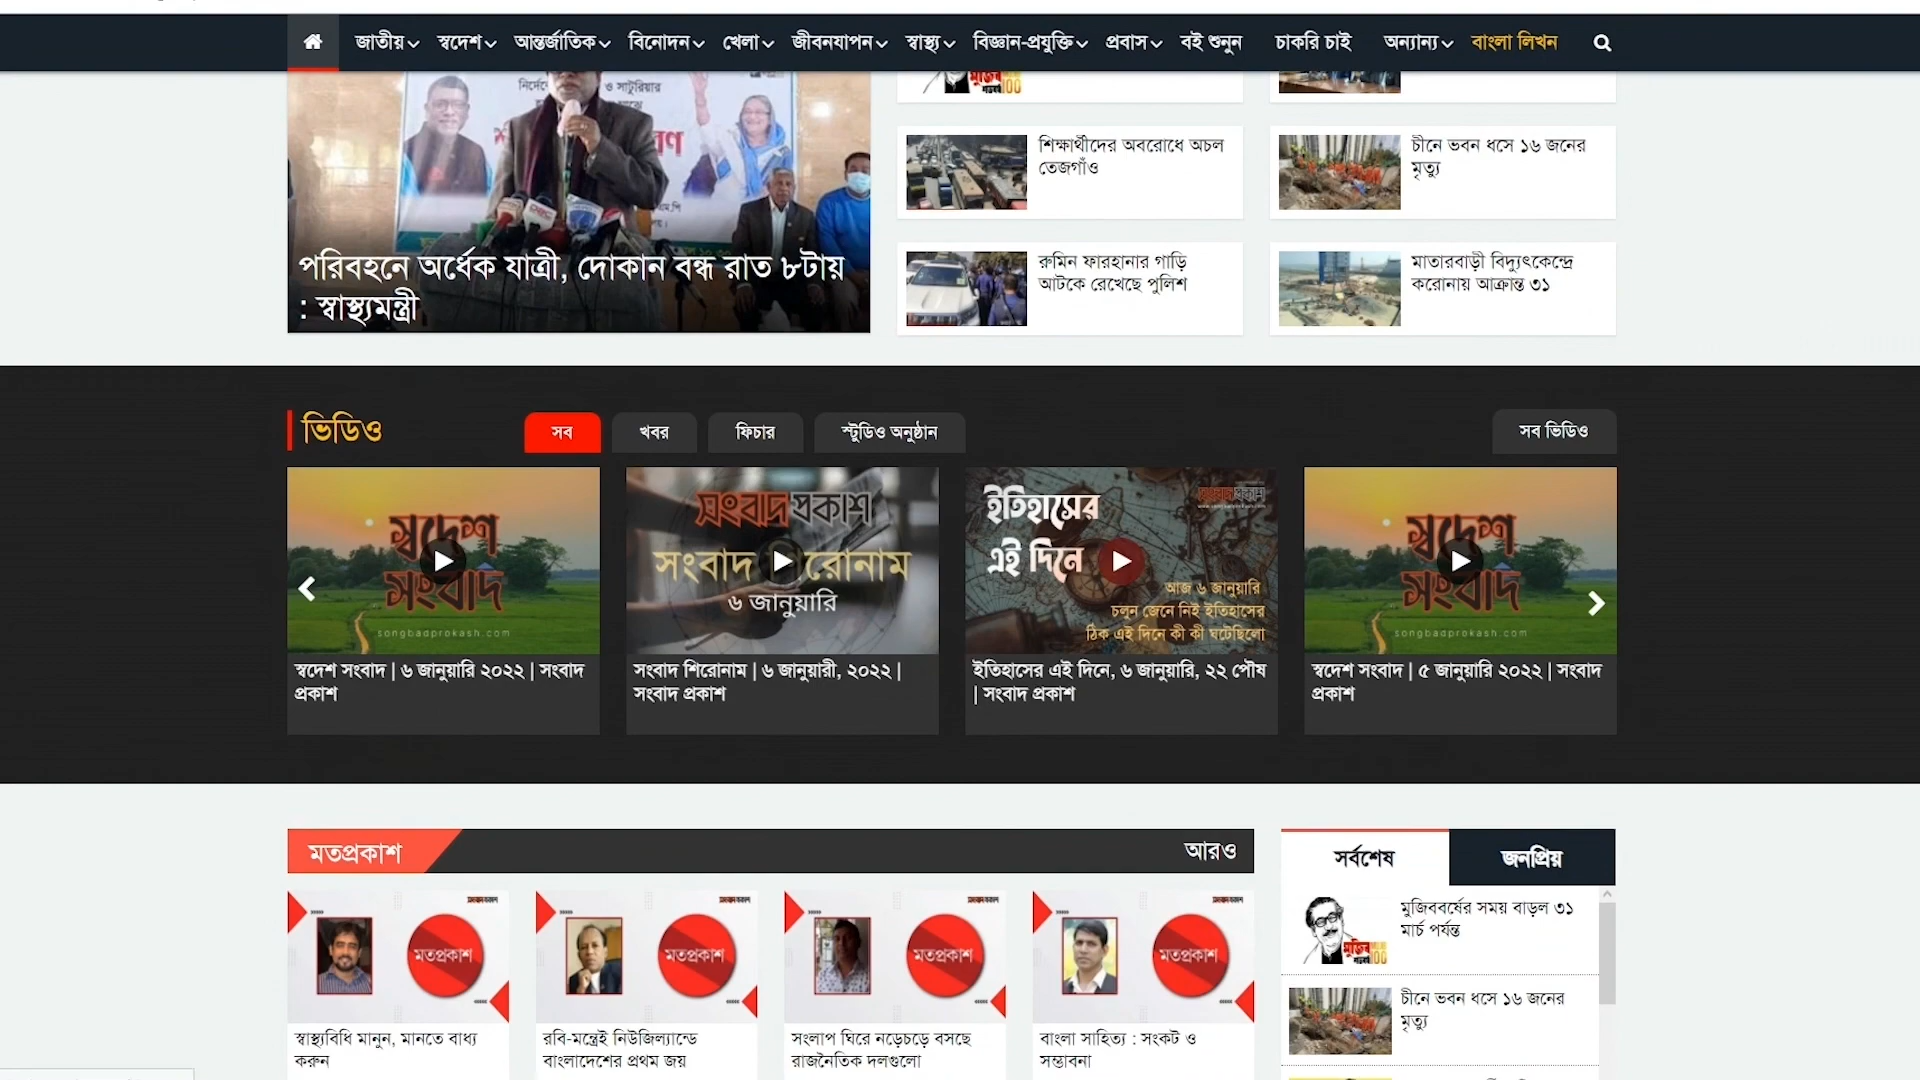 জাতীয় স্বদেশ আন্তর্জাতিক বিনোদন খেলা জীবনযাপন স্বাস্থ্য বিজ্ঞান-প্রযুক্তি প্রবাস বই শুনুন চাকরি চাই অন্যান্য বাংলা লিখন
ও সাটুরিয়ার
পরিবহনে অর্ধেক যাত্রী, দোকান বন্ধ রাত ৮টায়
: স্বাস্থ্যমন্ত্রী
শিক্ষার্থীদের অবরোধে অচল
তেজগাঁও
চীনে ভবন ধসে ১৬ জনের
মৃত্যু
রুমিন ফারহানার গাড়ি
আটকে রেখেছে পুলিশ
মাতারবাড়ী বিদ্যুৎকেন্দ্রে
করোনায় আক্রান্ত ৩১
ভিডিও
সব খবর ফিচার স্টুডিও অনুষ্ঠান
সব ভিডিও
স্বদেশ
সংবাদ
songbadprokash.com
স্বদেশ সংবাদ | ৬ জানুয়ারি ২০২২ | সংবাদ
প্রকাশ
সংবাদ প্রকাশ
সংবাদ শিরোনাম
৬ জানুয়ারি
সংবাদ শিরোনাম | ৬ জানুয়ারী, ২০২২ |
সংবাদ প্রকাশ
ইতিহাসের
এই দিনে
আজ ৬ জানুয়ারি
চলুন জেনে নিই ইতিহাসের
ঠিক এই দিনে কী কী ঘটেছিলো
ইতিহাসের এই দিনে, ৬ জানুয়ারি, ২২ পৌষ
| সংবাদ প্রকাশ
স্বদেশ
সংবাদ
songbadprokash.com
স্বদেশ সংবাদ | ৫ জানুয়ারি ২০২২ | সংবাদ
প্রকাশ
মতপ্রকাশ
আরও
মতপ্রকাশ
স্বাস্থ্যবিধি মানুন, মানতে বাধ্য
করুন
মতপ্রকাশ
রবি-মন্ত্রেই নিউজিল্যান্ডে
বাংলাদেশের প্রথম জয়
মতপ্রকাশ
সংলাপ ঘিরে নড়েচড়ে বসছে
রাজনৈতিক দলগুলো
মতপ্রকাশ
বাংলা সাহিত্য : সংকট ও
সম্ভাবনা
সর্বশেষ
জনপ্রিয়
মুজিববর্ষের সময় বাড়ল ৩১
মার্চ পর্যন্ত
চীনে ভবন ধসে ১৬ জনের
মৃত্যু